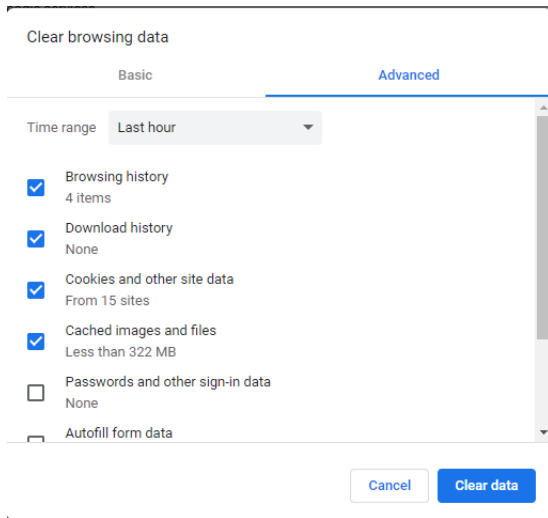 Clear browsing data
Basic
Advanced
Time range
Last hour
Browsing history
4 items
Download history
None
Cookies and other site data
From 15 sites
Cached images and files
Less than 322 MB
Passwords and other sign-in data
None
Autofill form data
Cancel
Clear data